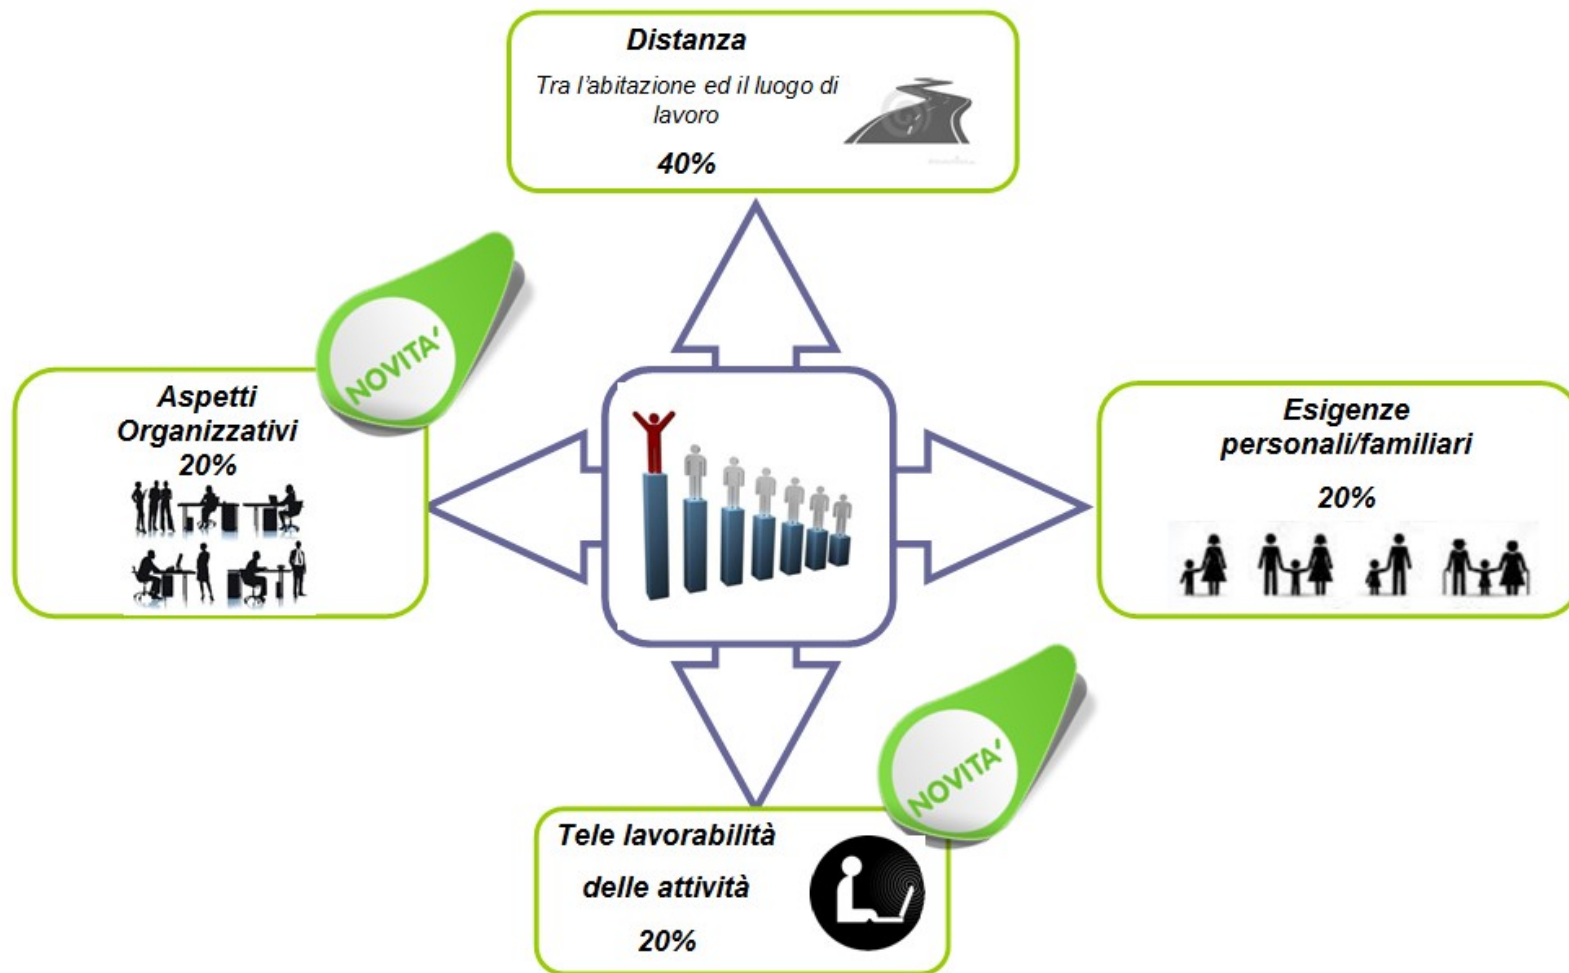 Distanza
Tra l'abitazione ed il luogo di
lavoro
40%
NOVITA'
Aspetti
Organizzativi
20%
Esigenze
personali/familiari
20%
NOVITA'
Tele lavorabilità
delle attività
20%